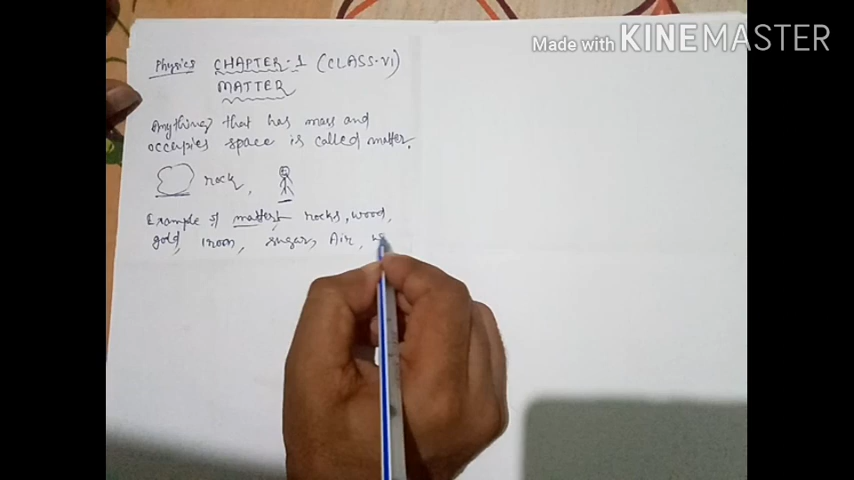 Made with KINEMASTER
Physics CHAPTER-1 (CLASS-VI)
MATTER
Anything that has mass and
occupies space is called matter.
rock,
Example of matter rocks, wood,
gold, Iron, sugar, Air,